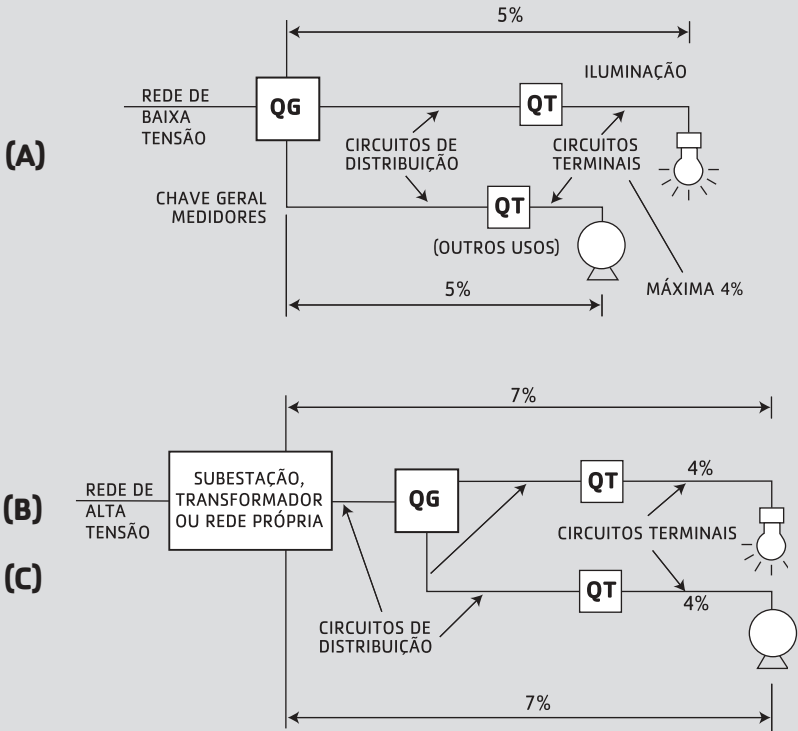 5%
ILUMINAÇÃO
(A)
REDE DE
BAIXA
TENSÃO
QG
QT
CIRCUITOS DE
DISTRIBUIÇÃO
CIRCUITOS
TERMINAIS
CHAVE GERAL
MEDIDORES
QT
(OUTROS USOS)
MÁXIMA 4%
5%
7%
(B)
(C)
REDE DE
ALTA
TENSÃO
SUBESTAÇÃO,
TRANSFORMADOR
OU REDE PRÓPRIA
QG
QT
4%
CIRCUITOS TERMINAIS
QT
4%
CIRCUITOS DE
DISTRIBUIÇÃO
7%